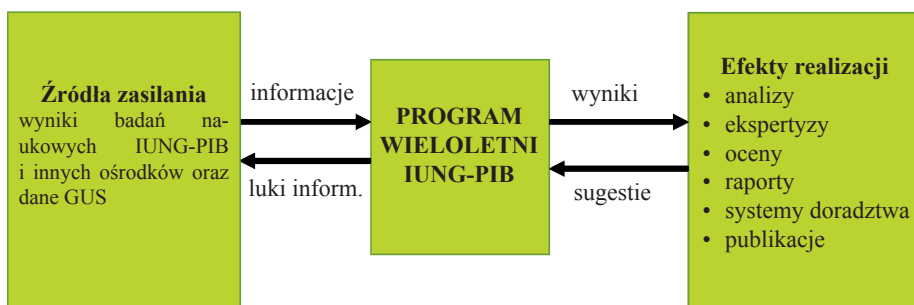 Źródła zasilania
wyniki badań na-
ukowych IUNG-PIB
i innych ośrodków oraz
dane GUS
informacje
luki inform.
PROGRAM
WIELOLETNI
IUNG-PIB
wyniki
sugestie
Efekty realizacji
• analizy
• ekspertyzy
• oceny
• raporty
• systemy doradztwa
• publikacje